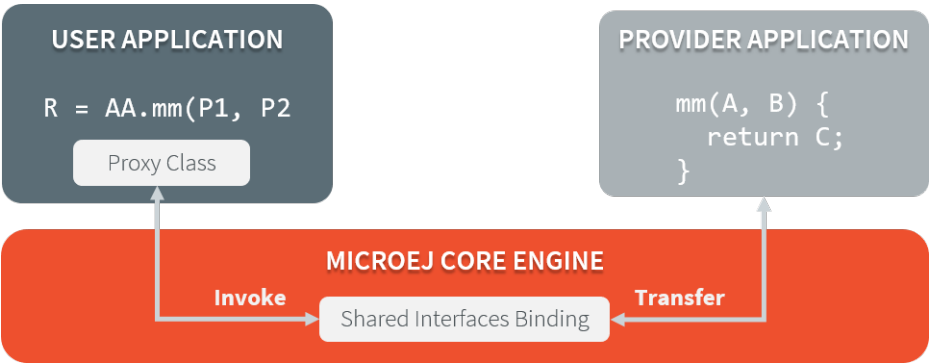 USER APPLICATION
R = AA.mm(P1, P2
Proxy Class
PROVIDER APPLICATION
mm(A, B) {
return C;
}
MICROEJ CORE ENGINE
Invoke
Shared Interfaces Binding
Transfer